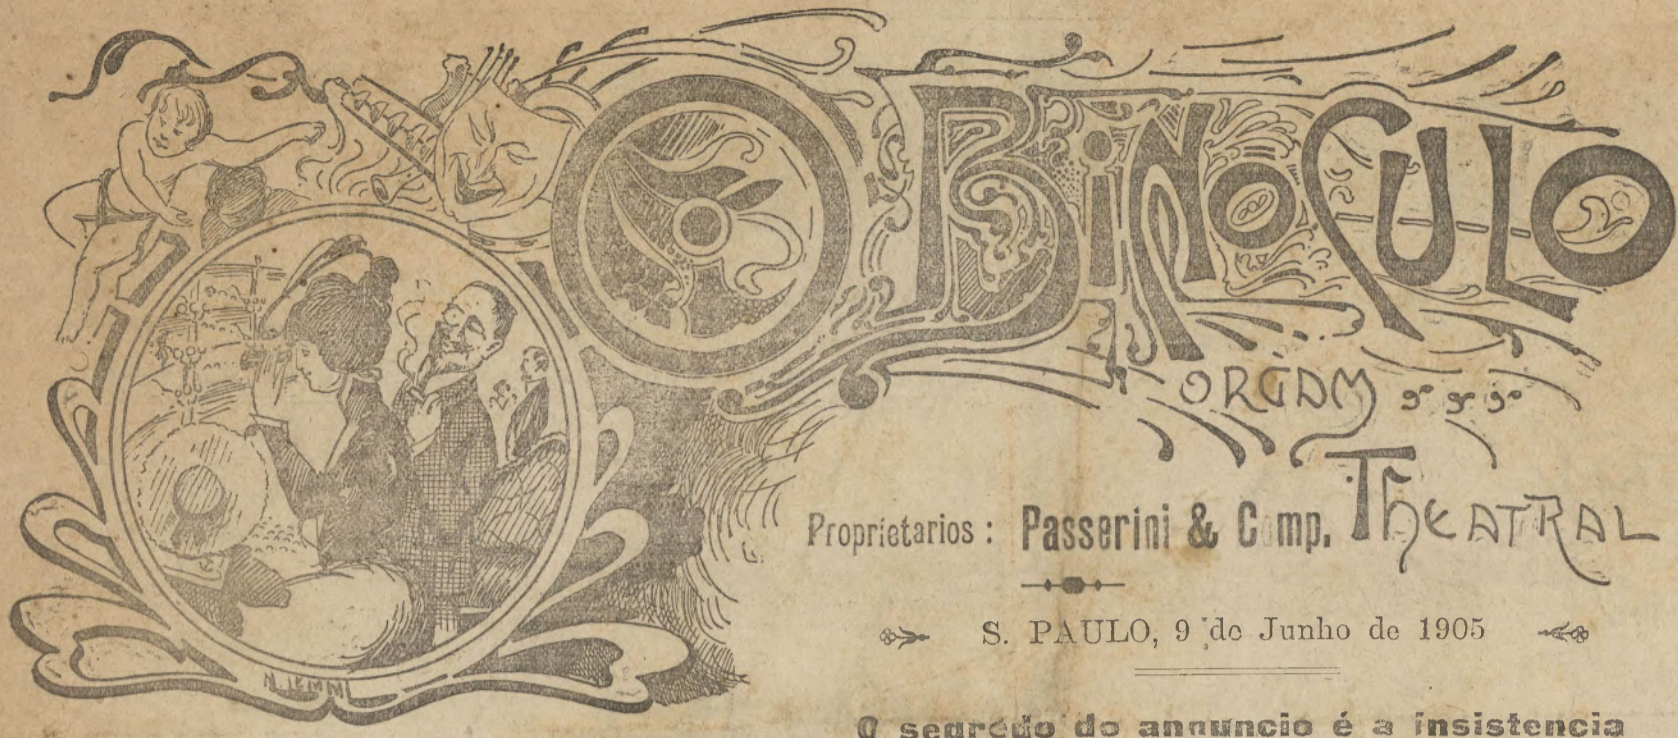 O BINOCULO
ORGAM
THEATRAL
Proprietarios : Passerini & Comp.
S. PAULO, 9 de Junho de 1905
O segredo do annuncio é a insistencia